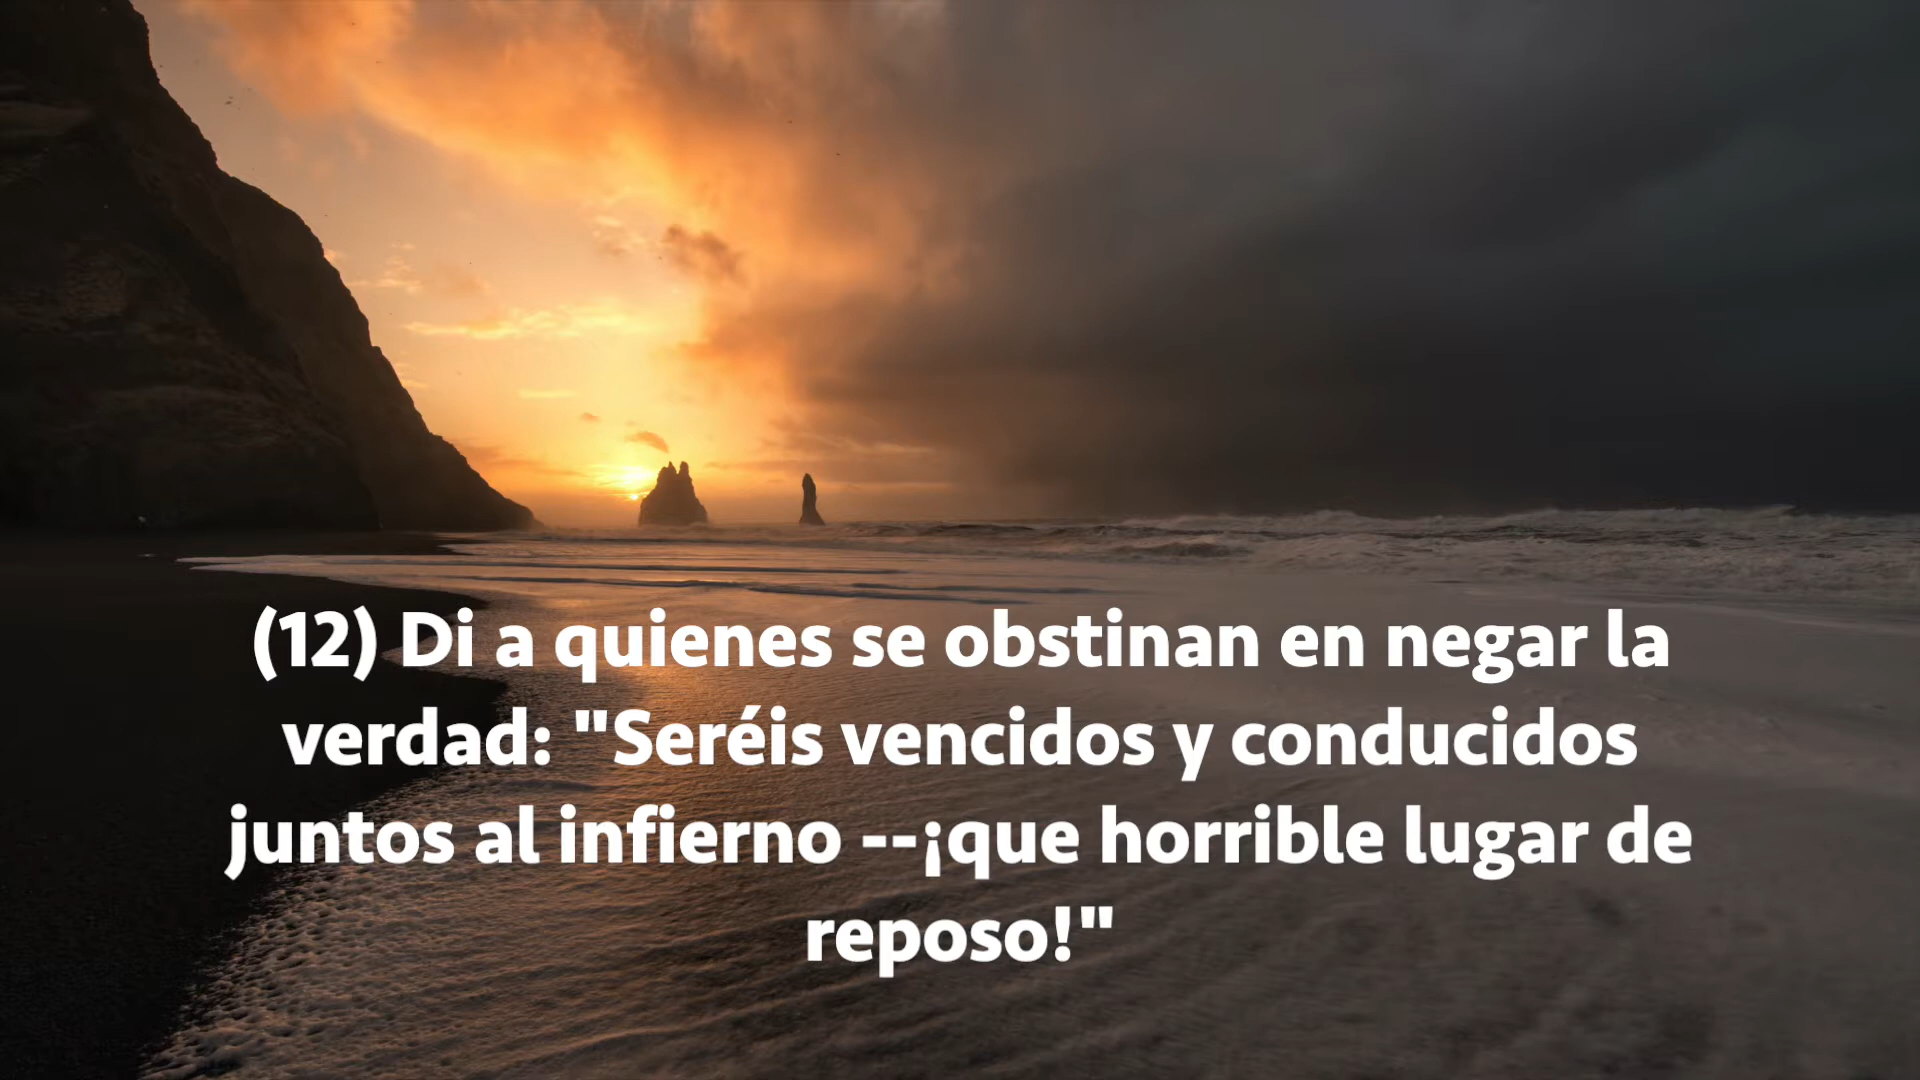 (12) Di a quienes se obstinan en negar la
verdad: "Seréis vencidos y conducidos
juntos al infierno --¡que horrible lugar de
reposo!"